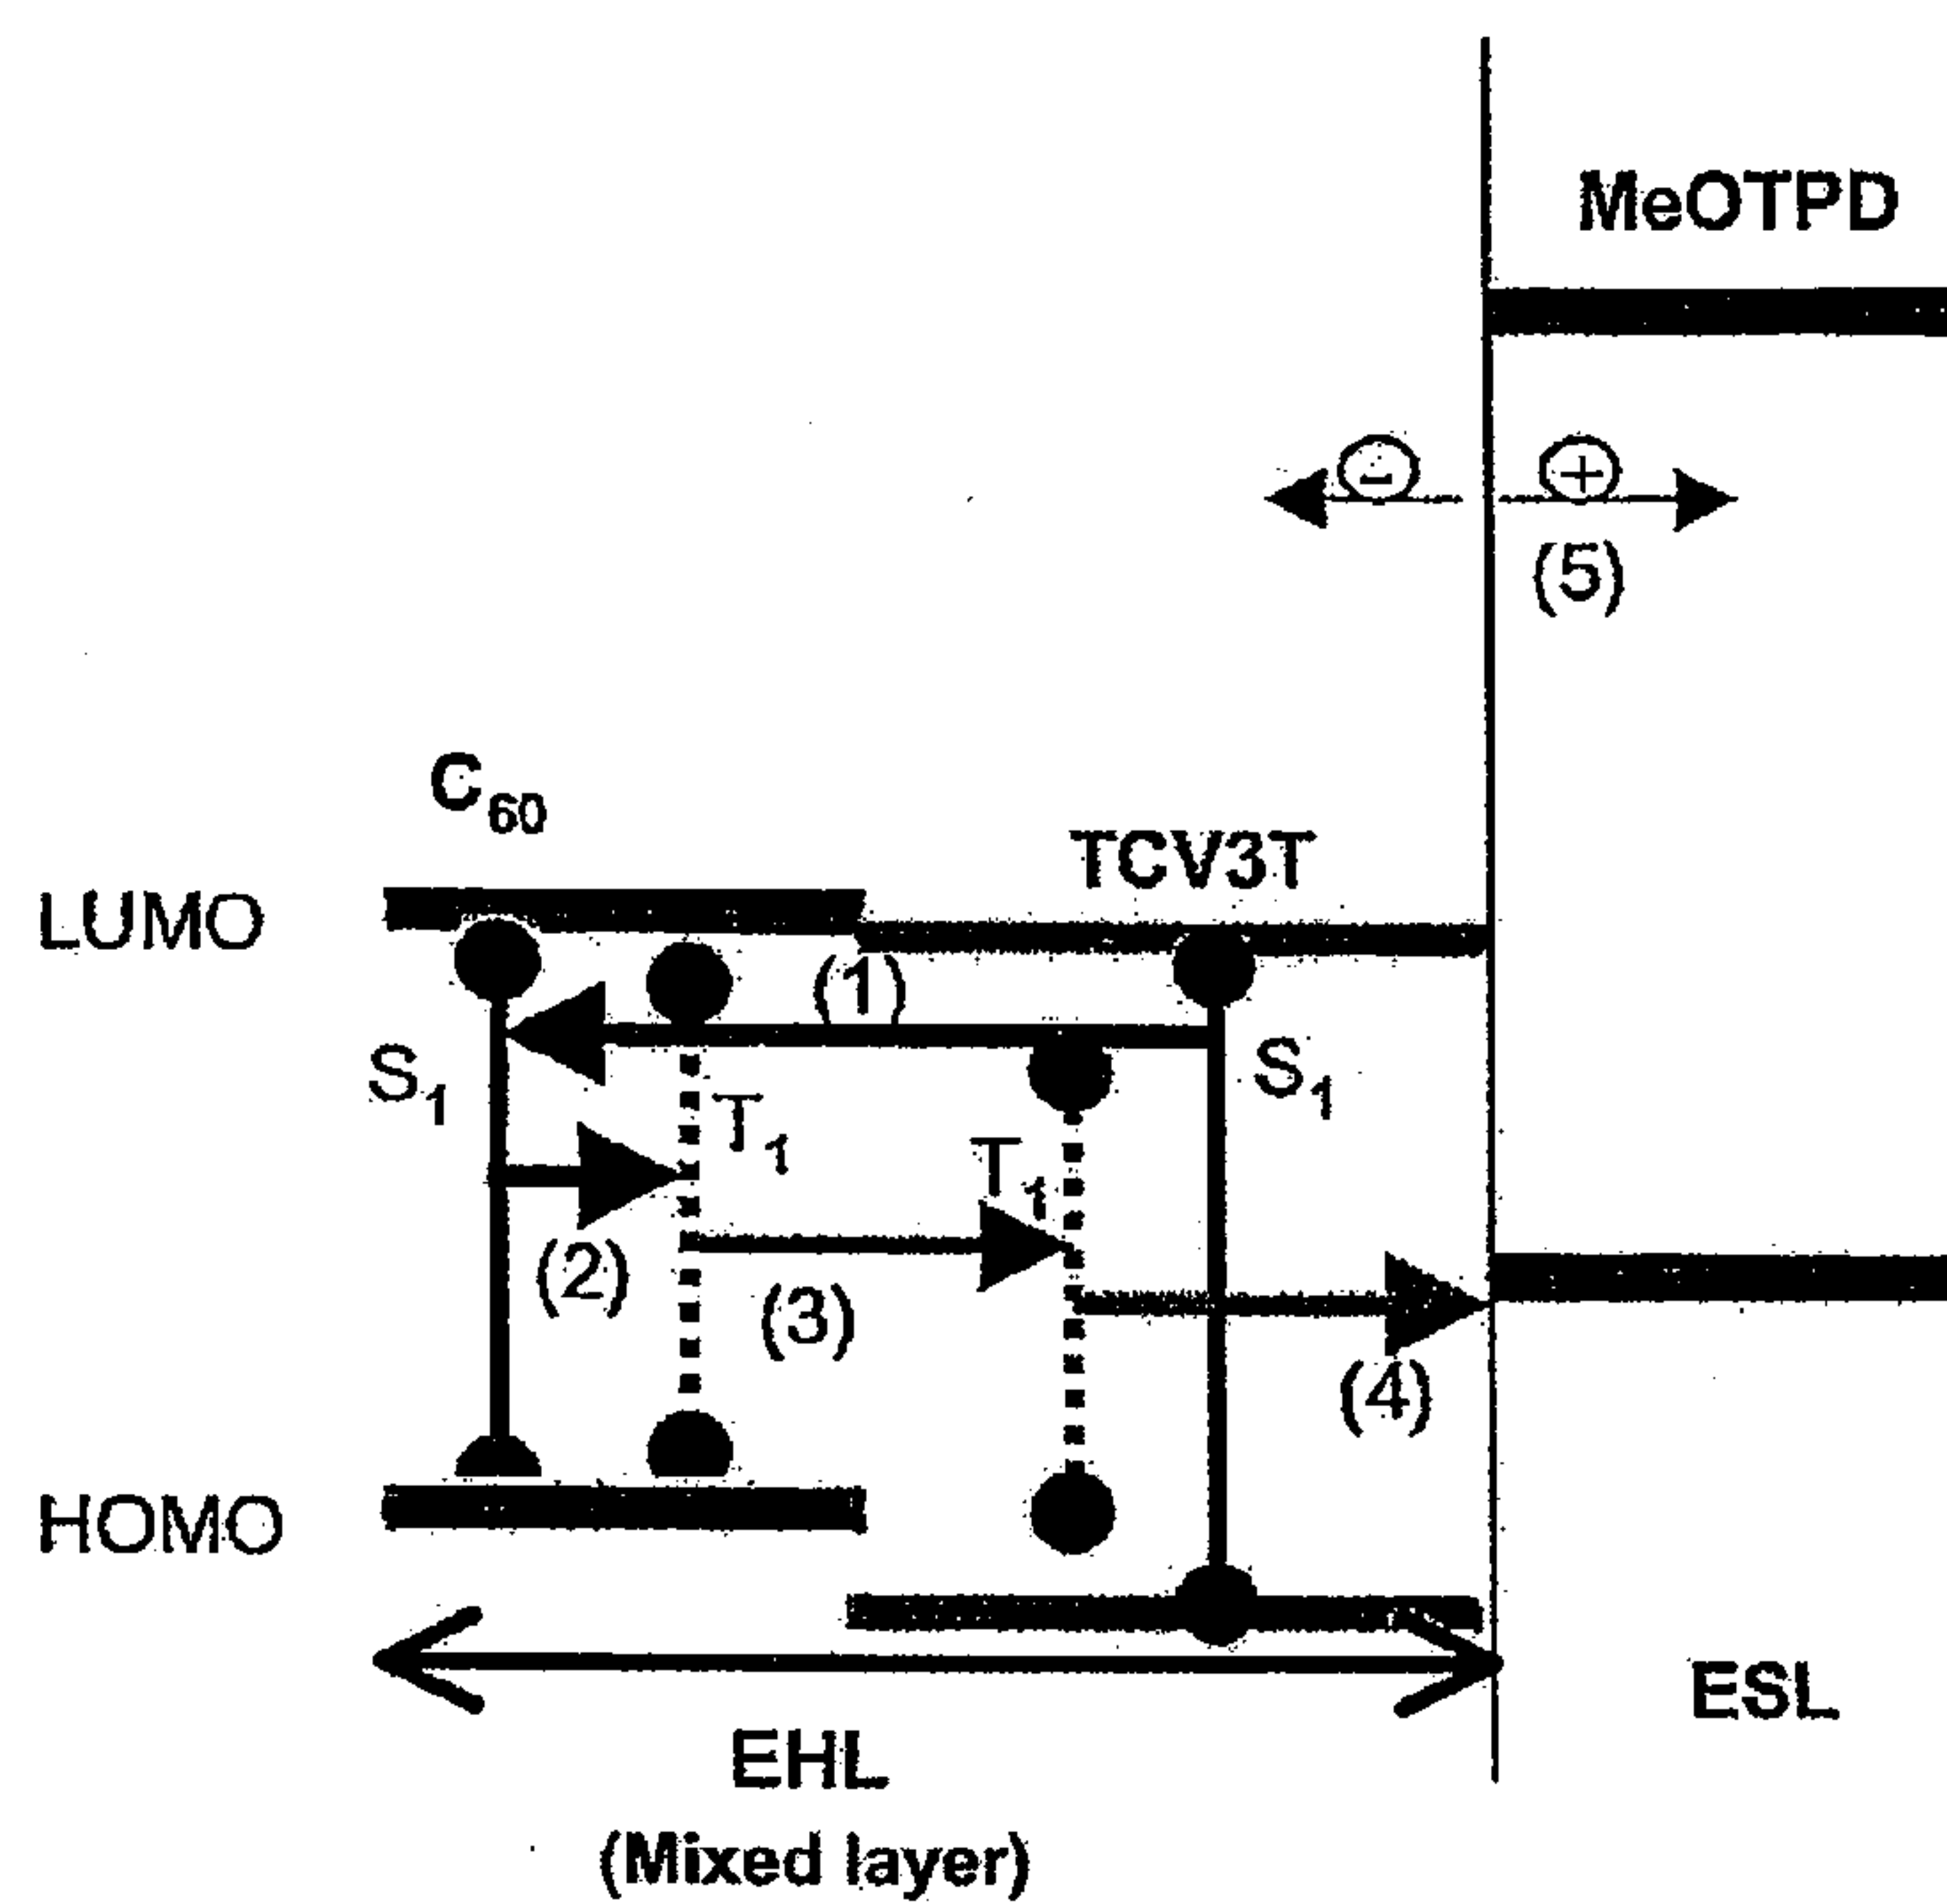 MeOTPD
−
+
(5)
C60
TCV3T
LUMO
(1)
S1
S1
T1
T1
(2)
(3)
(4)
HOMO
ESL
EHL
(Mixed layer)